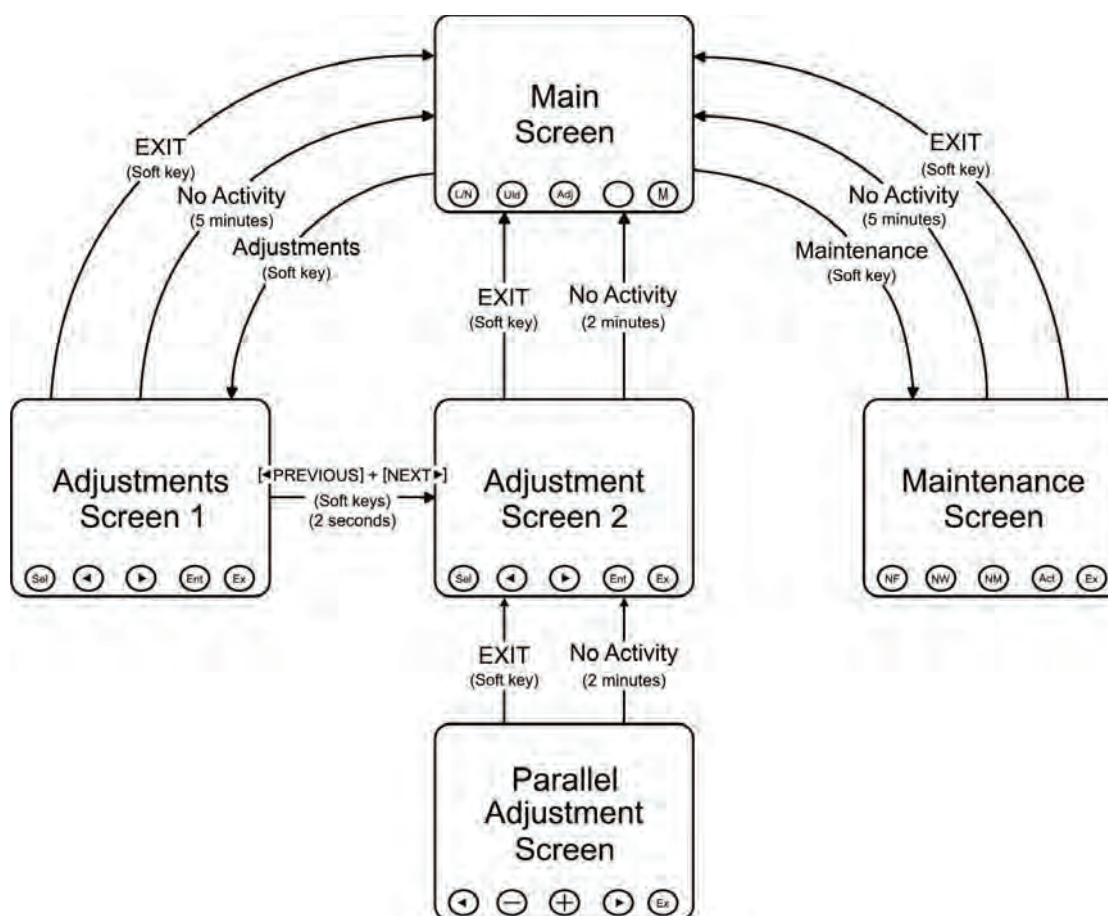 Main
Screen
L/N Uld Adj M
EXIT
(Soft key)
No Activity
(5 minutes)
Adjustments
(Soft key)
EXIT
(Soft key)
No Activity
(2 minutes)
Maintenance
(Soft key)
No Activity
(5 minutes)
EXIT
(Soft key)
Adjustments
Screen 1
Sel ◄ ► Ent Ex
[◄PREVIOUS] + [NEXT►]
(Soft keys)
(2 seconds)
Adjustment
Screen 2
Sel ◄ ► Ent Ex
Maintenance
Screen
NF NW NM Act Ex
EXIT
(Soft key)
No Activity
(2 minutes)
Parallel
Adjustment
Screen
◄ − + ► Ex